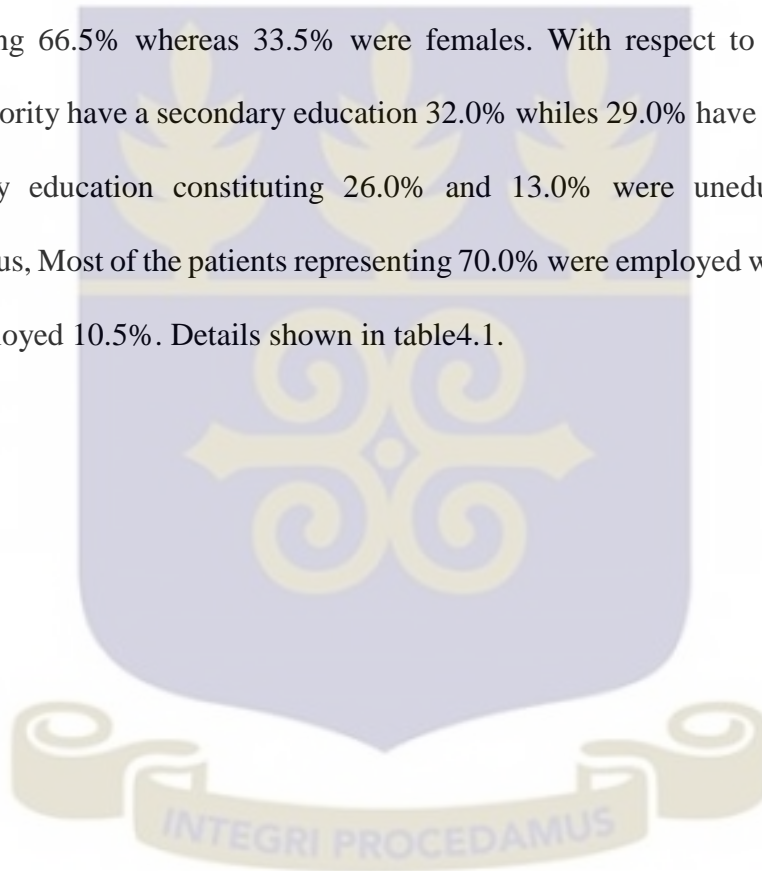 ng 66.5% whereas 33.5% were females. With respect to
ority have a secondary education 32.0% whiles 29.0% have
y education constituting 26.0% and 13.0% were unedu
us, Most of the patients representing 70.0% were employed w
loyed 10.5%. Details shown in table4.1.
INTEGRI PROCEDAMUS